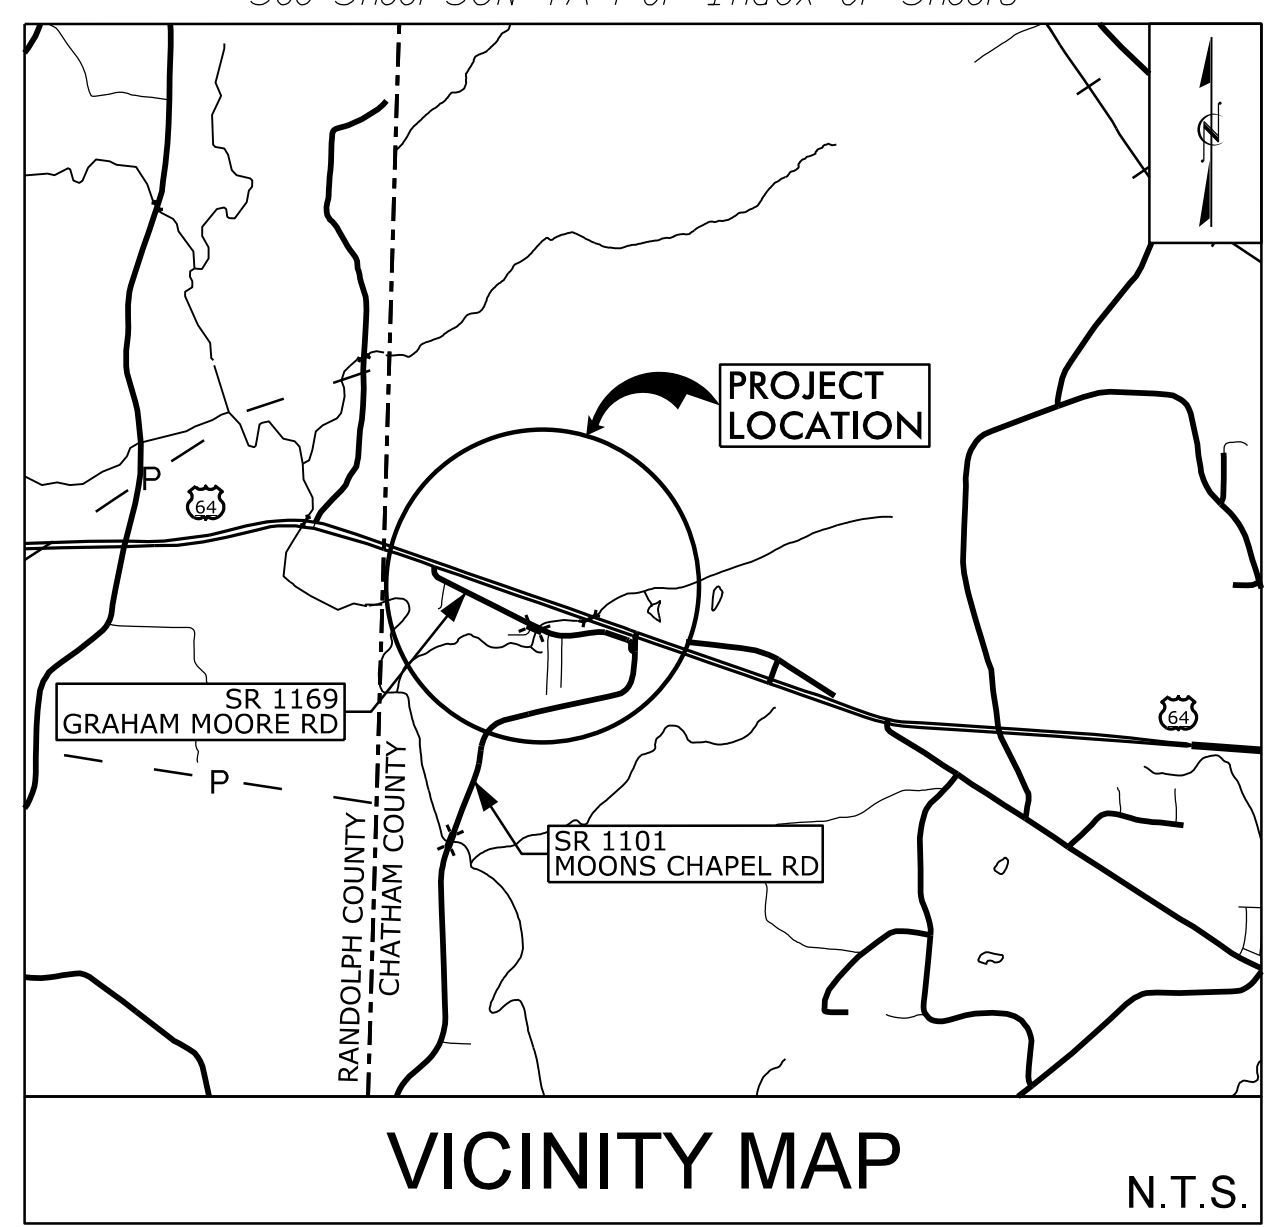 PROJECT
LOCATION
P
64
SR 1169
GRAHAM MOORE RD
64
P
RANDOLPH COUNTY
CHATHAM COUNTY
SR 1101
MOONS CHAPEL RD
VICINITY MAP
N.T.S.